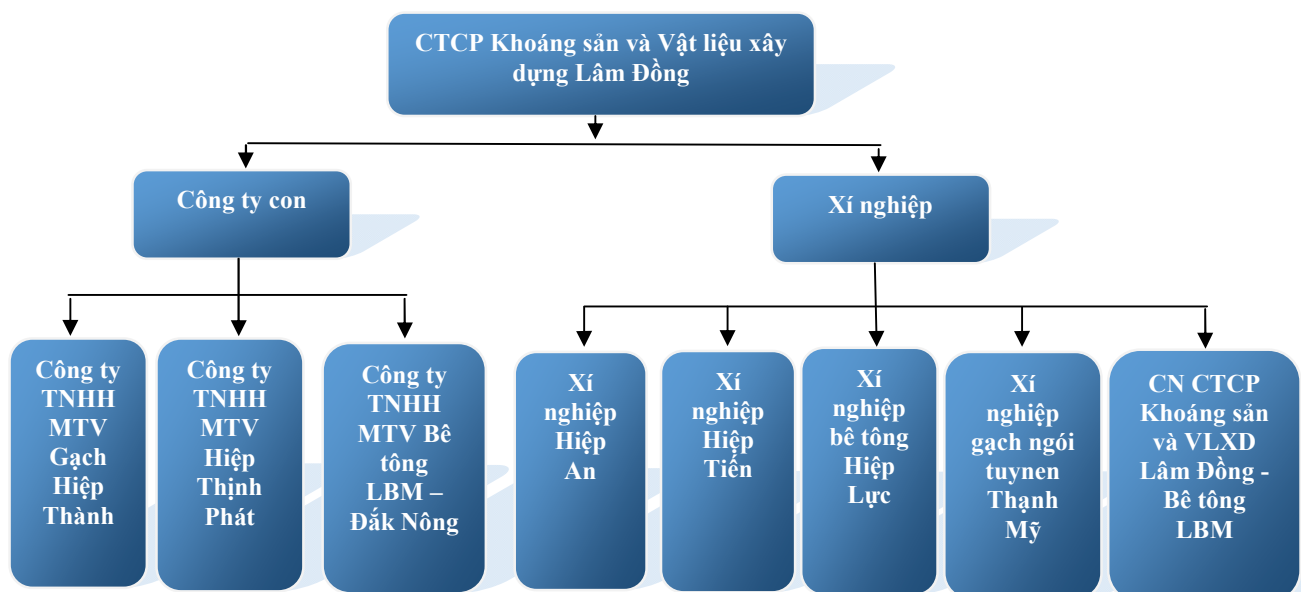 CTCP Khoáng sản và Vật liệu xây
dựng Lâm Đồng
Công ty con
Xí nghiệp
Công ty
TNHH
MTV
Gạch
Hiệp
Thành
Công ty
TNHH
MTV
Hiệp
Thịnh
Phát
Công ty
TNHH
MTV Bê
tông
LBM –
Đắk Nông
Xí
nghiệp
Hiệp
An
Xí
nghiệp
Hiệp
Tiến
Xí
nghiệp
bê tông
Hiệp
Lực
Xí
nghiệp
gạch ngói
tuynen
Thạnh
Mỹ
CN CTCP
Khoáng sản
và VLXD
Lâm Đồng -
Bê tông
LBM